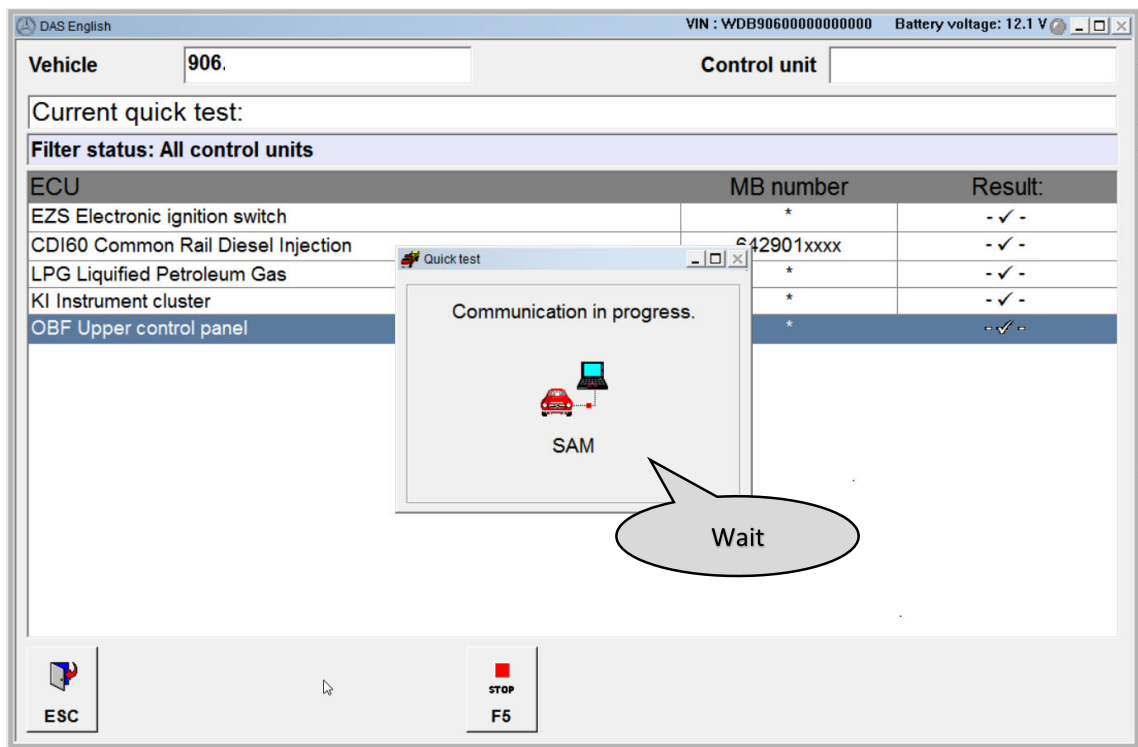 DAS English VIN : WDB90600000000000 Battery voltage: 12.1 V
Vehicle 906. Control unit
Current quick test:
Filter status: All control units
ECU MB number Result:
EZS Electronic ignition switch * - ✓ -
CDI60 Common Rail Diesel Injection 642901xxxx - ✓ -
LPG Liquified Petroleum Gas * - ✓ -
KI Instrument cluster * - ✓ -
OBF Upper control panel * - ✓ -
Quick test
Communication in progress.
SAM
Wait
STOP
ESC F5